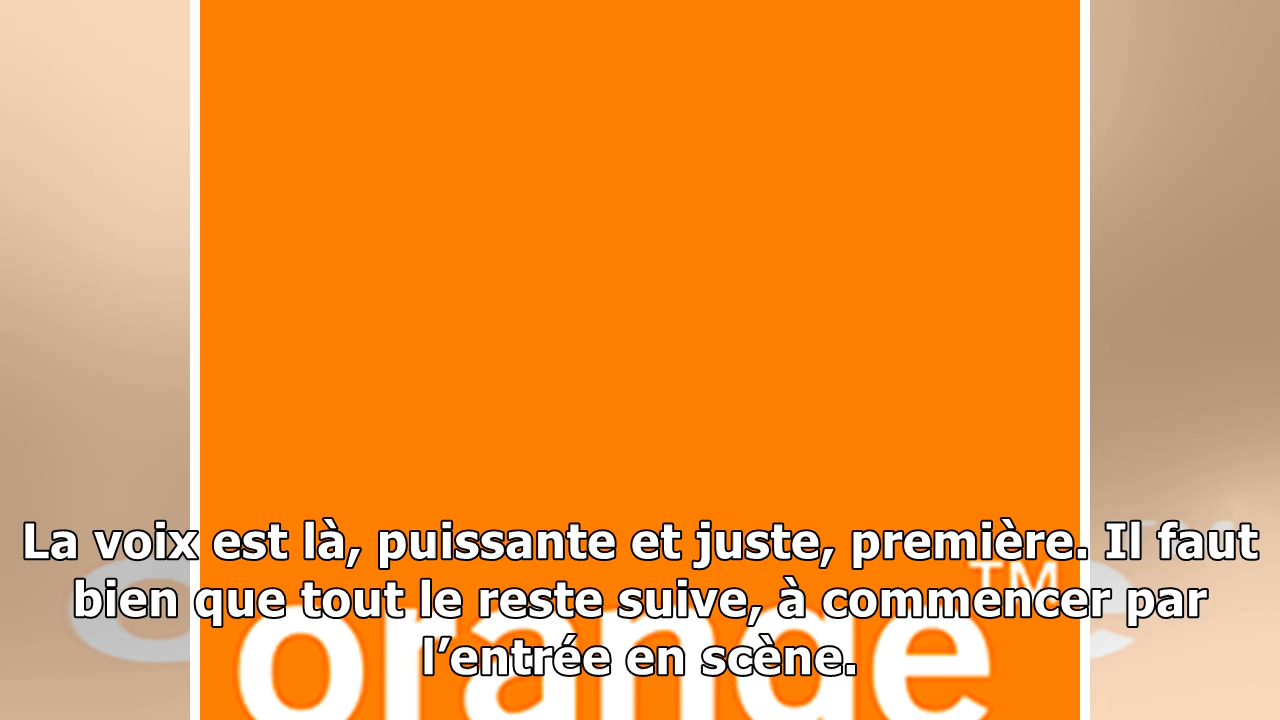 La voix est là, puissante et juste, première. Il faut
bien que tout le reste suive, à commencer par
l’entrée en scène.
orange™